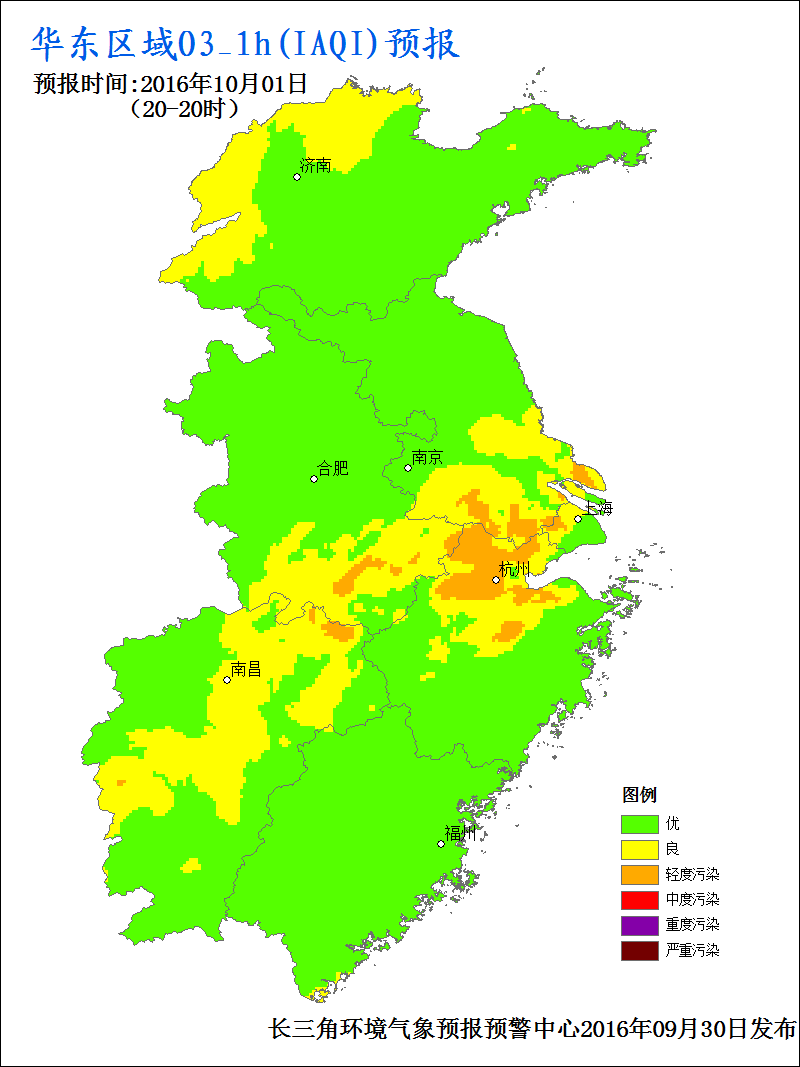 华东区域O3_1h(IAQI)预报
预报时间:2016年10月01日
(20-20时)
济南
南京
合肥
上海
杭州
南昌
福州
图例
优
良
轻度污染
中度污染
重度污染
严重污染
长三角环境气象预报预警中心2016年09月30日发布